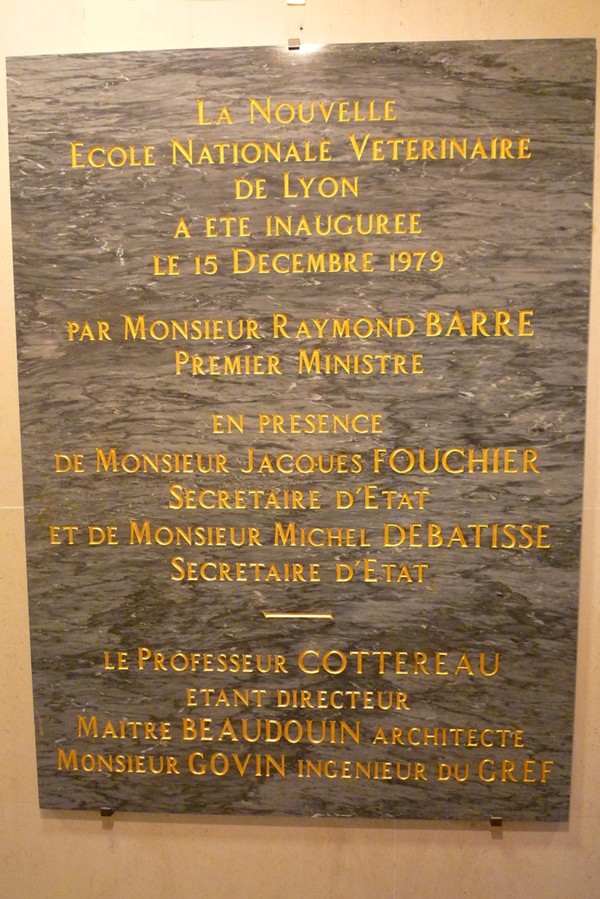 La Nouvelle
Ecole Nationale Veterinaire
de Lyon
a ete inauguree
le 15 Decembre 1979
par Monsieur Raymond BARRE
Premier Ministre
en presence
de Monsieur Jacques FOUCHIER
Secretaire d'Etat
et de Monsieur Michel DEBATISSE
Secretaire d'Etat
le Professeur COTTEREAU
etant directeur
Maitre BEAUDOUIN architecte
Monsieur GOVIN ingenieur du GREF